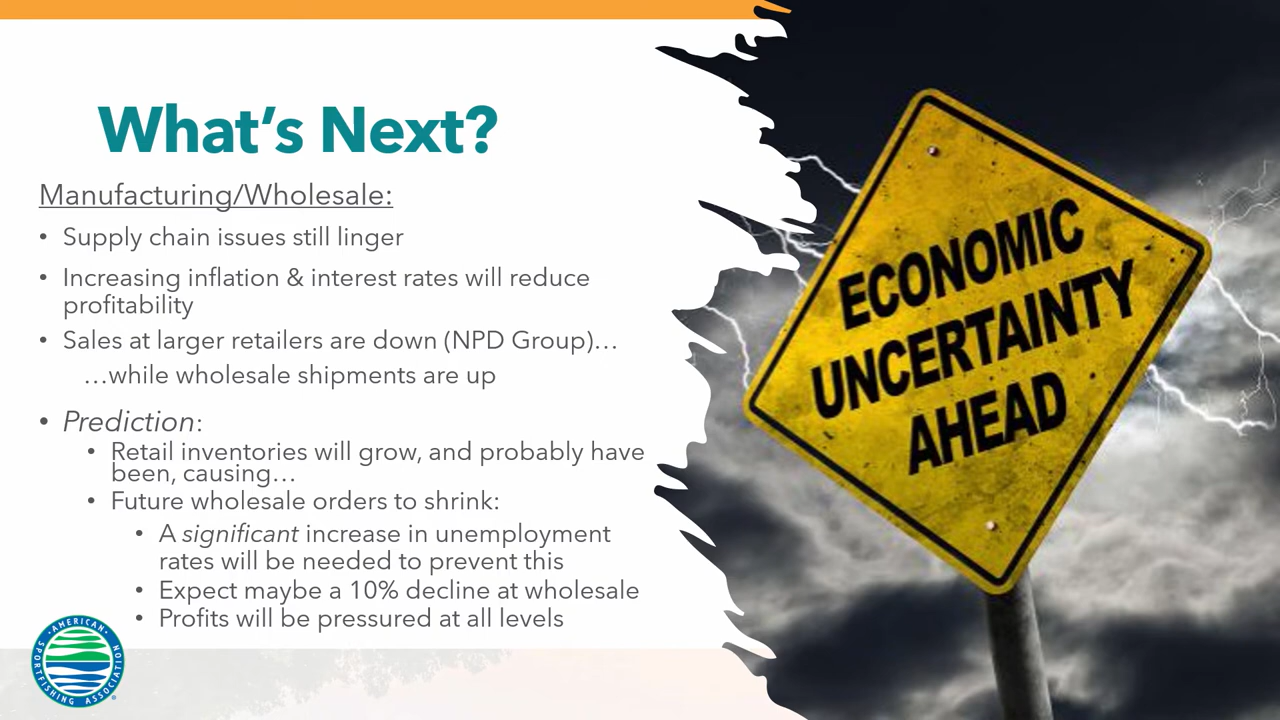 What's Next?
Manufacturing/Wholesale:
• Supply chain issues still linger
• Increasing inflation & interest rates will reduce
profitability
• Sales at larger retailers are down (NPD Group)…
…while wholesale shipments are up
• Prediction:
• Retail inventories will grow, and probably have
been, causing…
• Future wholesale orders to shrink:
• A significant increase in unemployment
rates will be needed to prevent this
• Expect maybe a 10% decline at wholesale
• Profits will be pressured at all levels
ECONOMIC
UNCERTAINTY
AHEAD
AMERICAN
SPORTFISHING ASSOCIATION